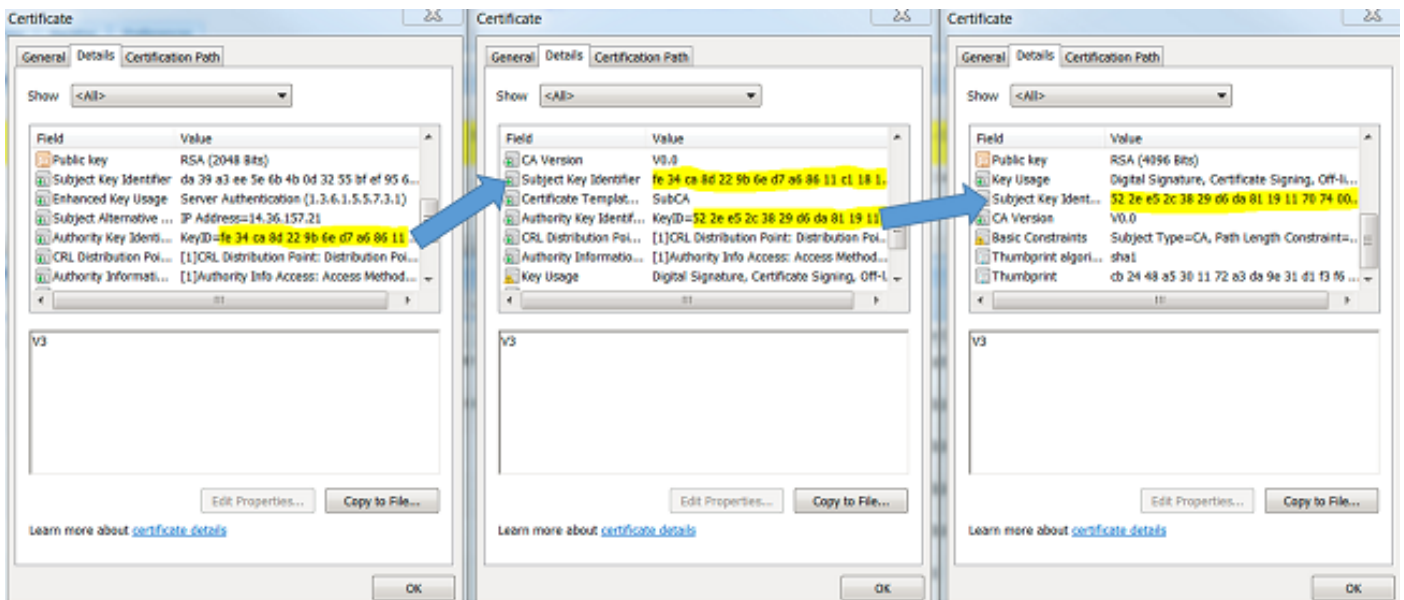 Certificate
General Details Certification Path
Show <All>
Field Value
Public key RSA (2048 Bits)
Subject Key Identifier da 39 a3 ee 5e 6b 4b 0d 32 55 bf ef 95 6...
Enhanced Key Usage Server Authentication (1.3.6.1.5.5.7.3.1)
Subject Alternative ... IP Address=14.36.157.21
Authority Key Identi... KeyID=fe 34 ca 8d 22 9b 6e d7 a6 86 11 ...
CRL Distribution Poi... [1]CRL Distribution Point: Distribution Poi...
Authority Informati... [1]Authority Info Access: Access Method...
V3
Edit Properties... Copy to File...
Learn more about certificate details
OK
Certificate
General Details Certification Path
Show <All>
Field Value
CA Version V0.0
Subject Key Identifier fe 34 ca 8d 22 9b 6e d7 a6 86 11 c1 18 1...
Certificate Templat... SubCA
Authority Key Identif... KeyID=52 2e e5 2c 38 29 d6 da 81 19 11
CRL Distribution Poi... [1]CRL Distribution Point: Distribution Poi...
Authority Informatio... [1]Authority Info Access: Access Method...
Key Usage Digital Signature, Certificate Signing, Off-l...
V3
Edit Properties... Copy to File...
Learn more about certificate details
OK
Certificate
General Details Certification Path
Show <All>
Field Value
Public key RSA (4096 Bits)
Key Usage Digital Signature, Certificate Signing, Off-li...
Subject Key Ident... 52 2e e5 2c 38 29 d6 da 81 19 11 70 74 00...
CA Version V0.0
Basic Constraints Subject Type=CA, Path Length Constraint=...
Thumbprint algori... sha1
Thumbprint cb 24 48 a5 30 11 72 a3 da 9e 31 d1 f3 f6 ...
V3
Edit Properties... Copy to File...
Learn more about certificate details
OK